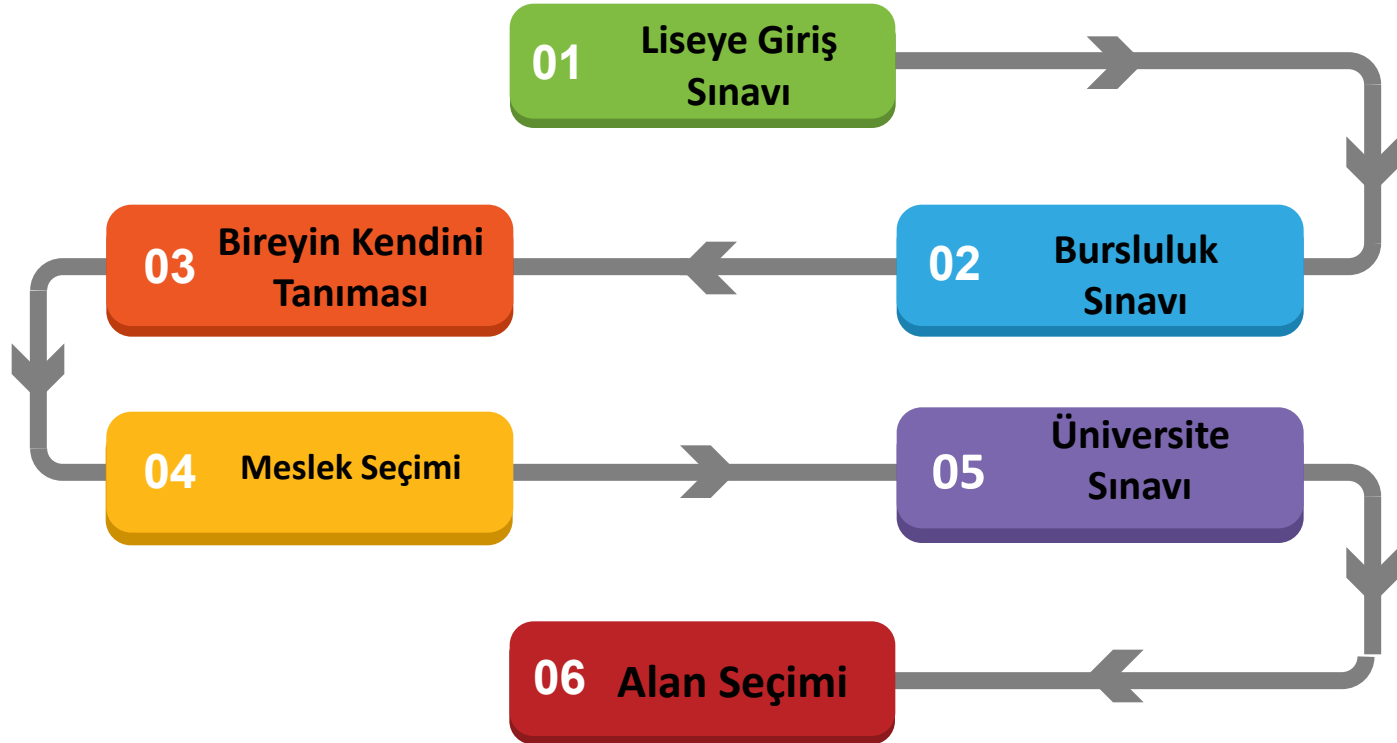 01 Liseye Giriş
Sınavı
02 Bursluluk
Sınavı
03 Bireyin Kendini
Tanıması
04 Meslek Seçimi
05 Üniversite
Sınavı
06 Alan Seçimi